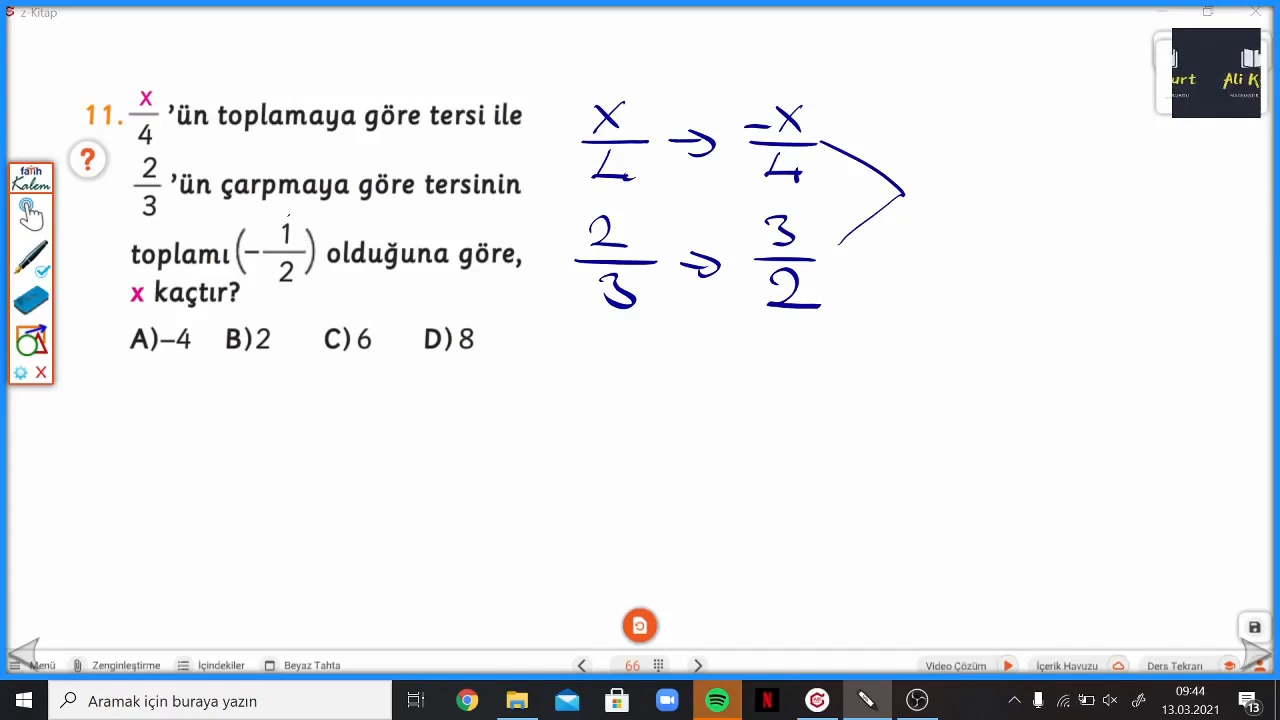 z-Kitap
11. x/4 'ün toplamaya göre tersi ile
2/3 'ün çarpmaya göre tersinin
toplamı (-1/2) olduğuna göre,
x kaçtır?
A)–4 B)2 C)6 D)8
x/4 → -x/4
2/3 → 3/2
?
fatih
Kalem
urt
Ali K
Menü Zenginleştirme İçindekiler Beyaz Tahta 66 Video Çözüm İçerik Havuzu Ders Tekrarı
Aramak için buraya yazın
09:44
13.03.2021
13